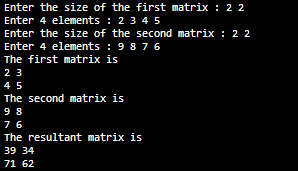 Enter the size of the first matrix : 2 2
Enter 4 elements : 2 3 4 5
Enter the size of the second matrix : 2 2
Enter 4 elements : 9 8 7 6
The first matrix is
2 3
4 5
The second matrix is
9 8
7 6
The resultant matrix is
39 34
71 62